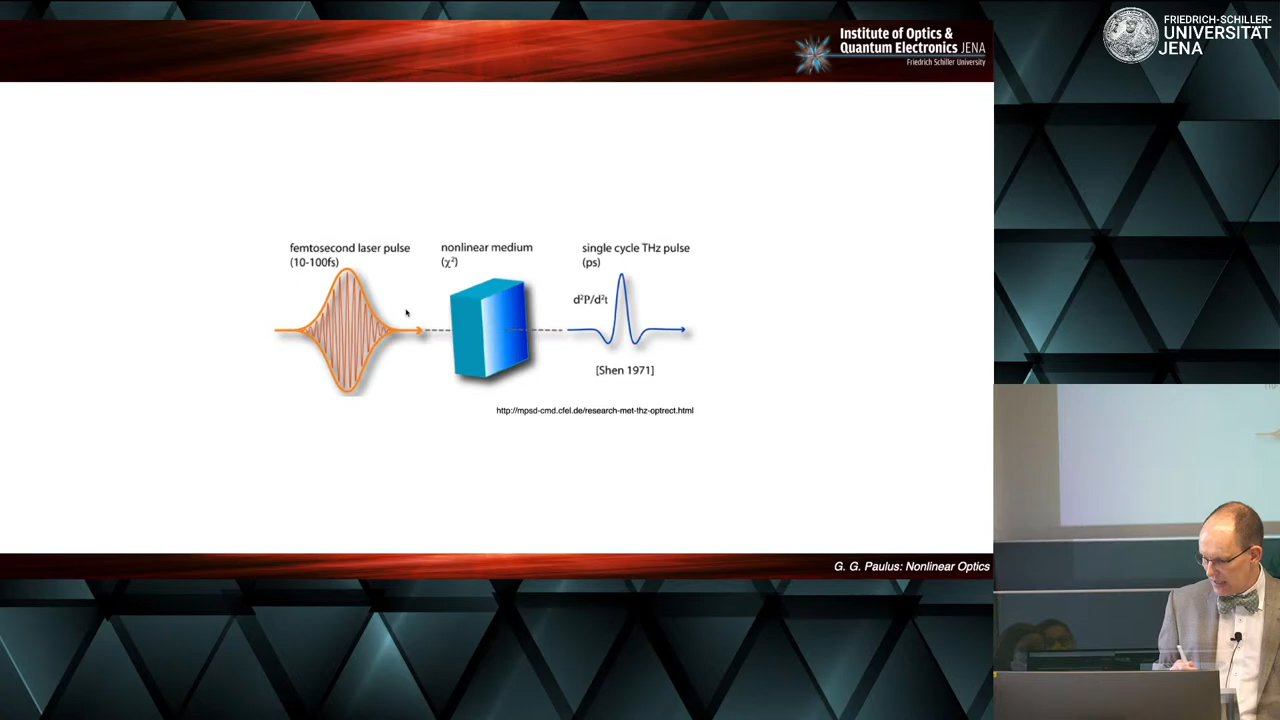 Institute of Optics &
Quantum Electronics JENA
Friedrich Schiller University
FRIEDRICH-SCHILLER-
UNIVERSITÄT
JENA
femtosecond laser pulse
(10-100fs)
nonlinear medium
(χ²)
single cycle THz pulse
(ps)
d²P/d²t
[Shen 1971]
http://mpsd-cmd.cfel.de/research-met-thz-optrect.html
G. G. Paulus: Nonlinear Optics